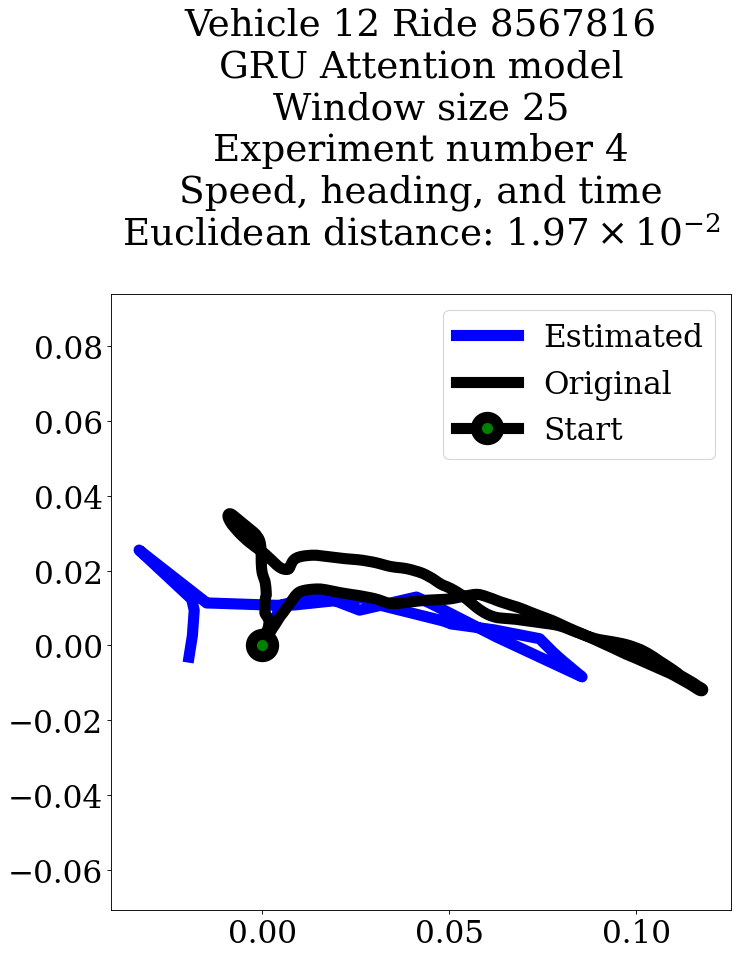 Vehicle 12 Ride 8567816
GRU Attention model
Window size 25
Experiment number 4
Speed, heading, and time
Euclidean distance: 1.97 × 10⁻²
Estimated
Original
Start
0.08
0.06
0.04
0.02
0.00
−0.02
−0.04
−0.06
0.00 0.05 0.10